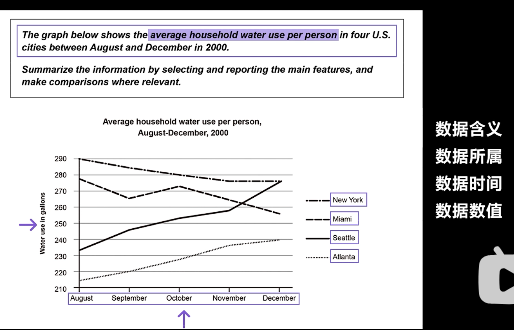 The graph below shows the average household water use per person in four U.S.
cities between August and December in 2000.
Summarize the information by selecting and reporting the main features, and
make comparisons where relevant.
Average household water use per person,
August-December, 2000
数据含义
数据所属
数据时间
数据数值
Water use in gallons
290
280
270
260
250
240
230
220
210
August
September
October
November
December
New York
Miami
Seattle
Atlanta